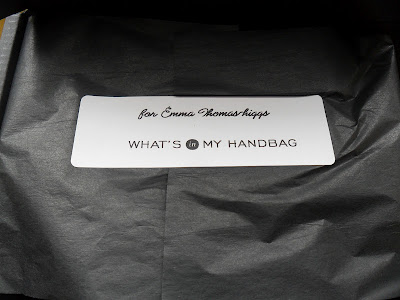 for Emma Thomas-higgs
WHAT'S in MY HANDBAG